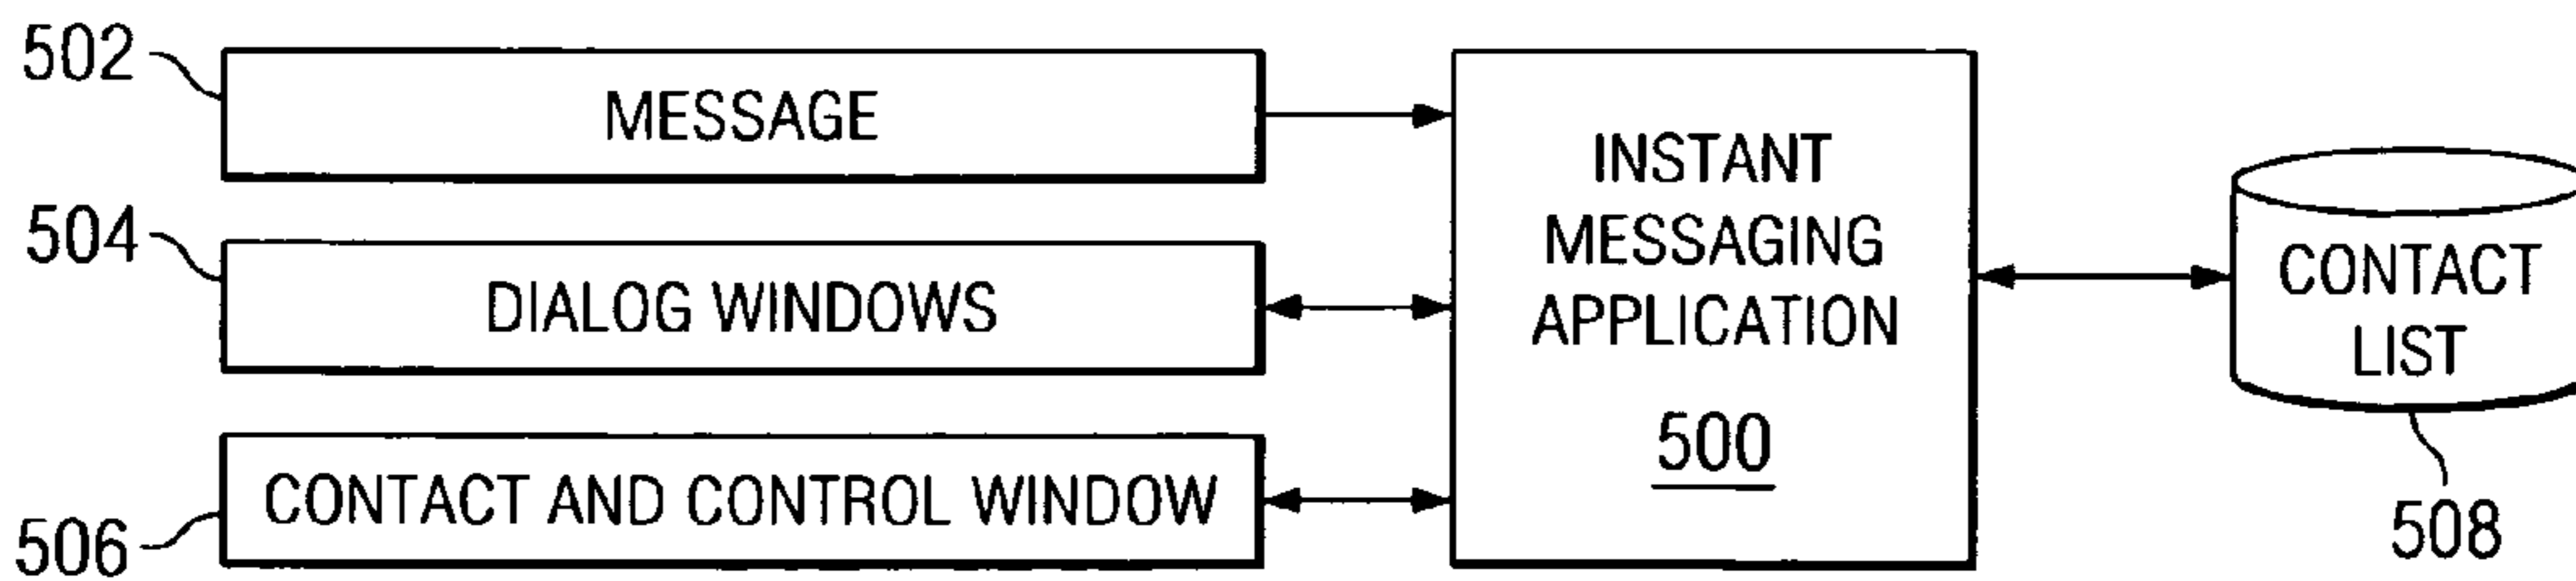 502
MESSAGE
504
DIALOG WINDOWS
506
CONTACT AND CONTROL WINDOW
INSTANT
MESSAGING
APPLICATION
500
CONTACT
LIST
508